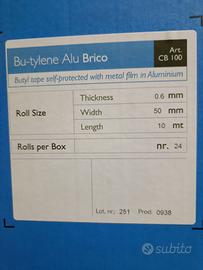 Bu-tylene Alu Brico
Art.
CB 100
Butyl tape self-protected with metal film in Aluminium
Roll Size
Thickness 0.6 mm
Width 50 mm
Length 10 mt
Rolls per Box nr. 24
Lot. nr.: 251 Prod 0938
subito